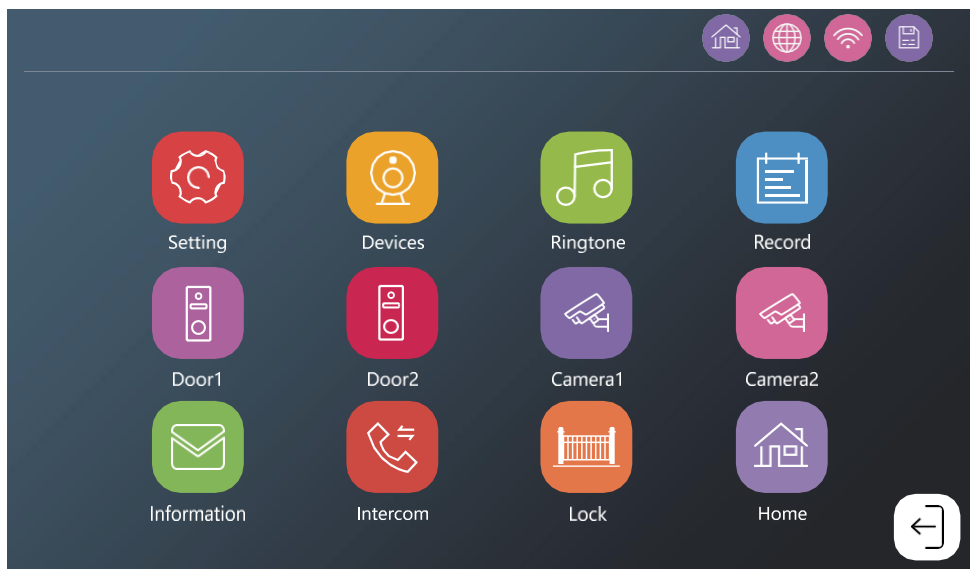 Setting Devices Ringtone Record
Door1 Door2 Camera1 Camera2
Information Intercom Lock Home